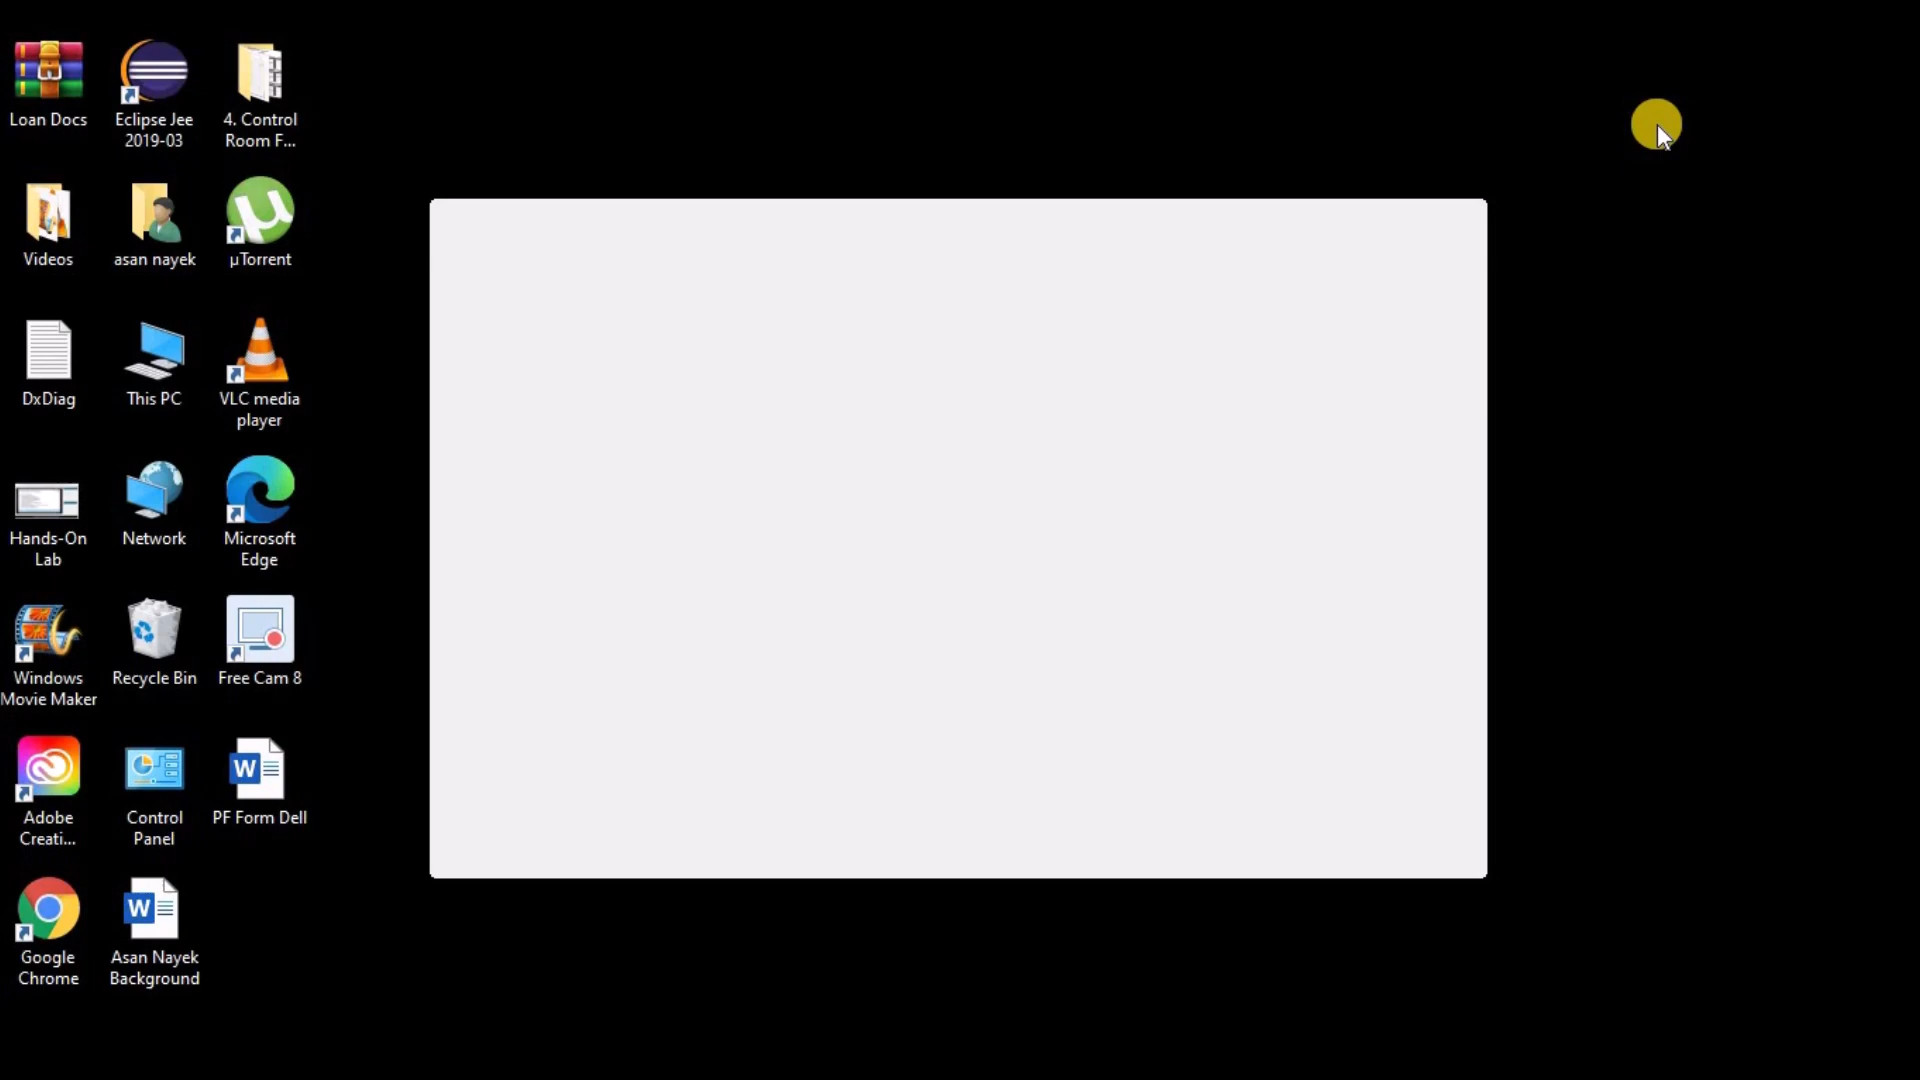 Loan Docs
Eclipse Jee
2019-03
4. Control
Room F...
Videos
asan nayek
µTorrent
DxDiag
This PC
VLC media
player
Hands-On
Lab
Network
Microsoft
Edge
Windows
Movie Maker
Recycle Bin
Free Cam 8
Adobe
Creati...
Control
Panel
PF Form Dell
Google
Chrome
Asan Nayek
Background